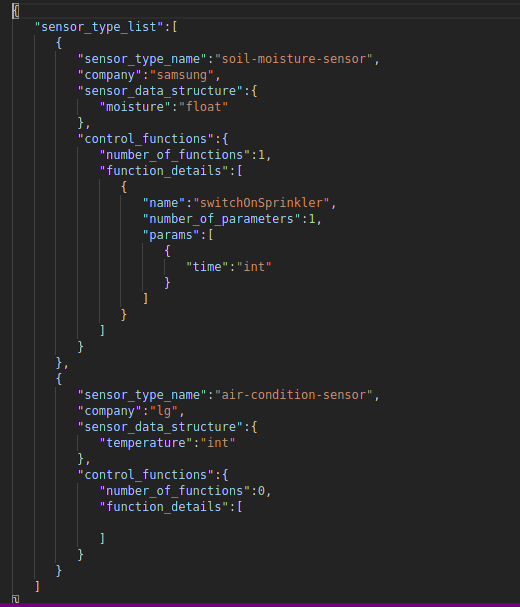 {
"sensor_type_list":[
{
"sensor_type_name":"soil-moisture-sensor",
"company":"samsung",
"sensor_data_structure":{
"moisture":"float"
},
"control_functions":{
"number_of_functions":1,
"function_details":[
{
"name":"switchOnSprinkler",
"number_of_parameters":1,
"params":[
{
"time":"int"
}
]
}
]
}
},
{
"sensor_type_name":"air-condition-sensor",
"company":"lg",
"sensor_data_structure":{
"temperature":"int"
},
"control_functions":{
"number_of_functions":0,
"function_details":[
]
}
}
]
}